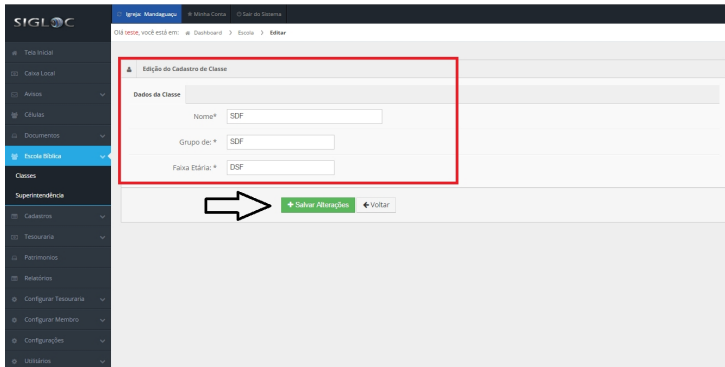 SIGLOC
Igreja: Mandaguaçu Minha Conta Sair do Sistema
Olá teste, você está em: Dashboard > Escola > Editar
Tela Inicial
Caixa Local
Avisos
Células
Documentos
Escola Bíblica
Classes
Superintendência
Cadastros
Tesouraria
Patrimonios
Relatórios
Configurar Tesouraria
Configurar Membro
Configurações
Utilitários
Edição do Cadastro de Classe
Dados da Classe
Nome* SDF
Grupo de: * SDF
Faixa Etária: * DSF
+ Salvar Alterações Voltar